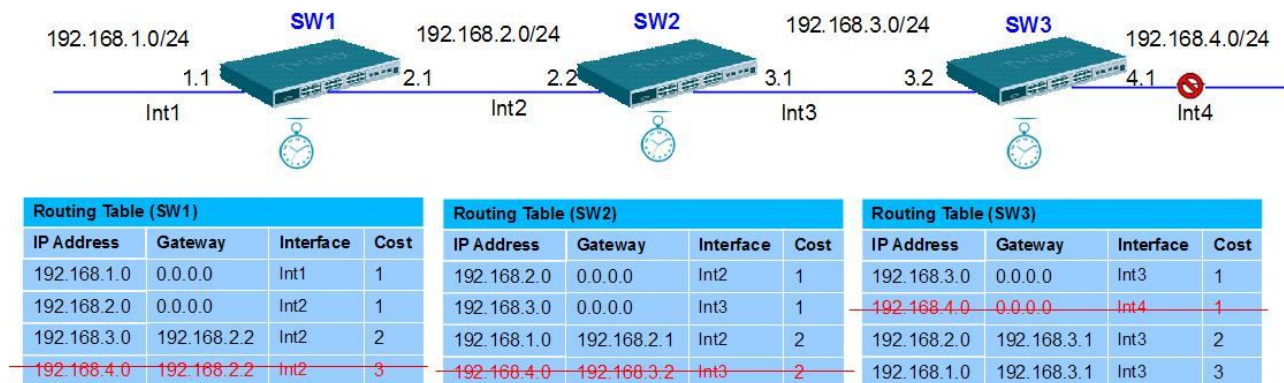 SW1
SW2
SW3
192.168.1.0/24
192.168.2.0/24
192.168.3.0/24
192.168.4.0/24
1.1
2.1
2.2
3.1
3.2
4.1
Int1
Int2
Int3
Int4
Routing Table (SW1)
IP Address Gateway Interface Cost
192.168.1.0 0.0.0.0 Int1 1
192.168.2.0 0.0.0.0 Int2 1
192.168.3.0 192.168.2.2 Int2 2
192.168.4.0 192.168.2.2 Int2 3
Routing Table (SW2)
IP Address Gateway Interface Cost
192.168.2.0 0.0.0.0 Int2 1
192.168.3.0 0.0.0.0 Int3 1
192.168.1.0 192.168.2.1 Int2 2
192.168.4.0 192.168.3.2 Int3 2
Routing Table (SW3)
IP Address Gateway Interface Cost
192.168.3.0 0.0.0.0 Int3 1
192.168.4.0 0.0.0.0 Int4 1
192.168.2.0 192.168.3.1 Int3 2
192.168.1.0 192.168.3.1 Int3 3